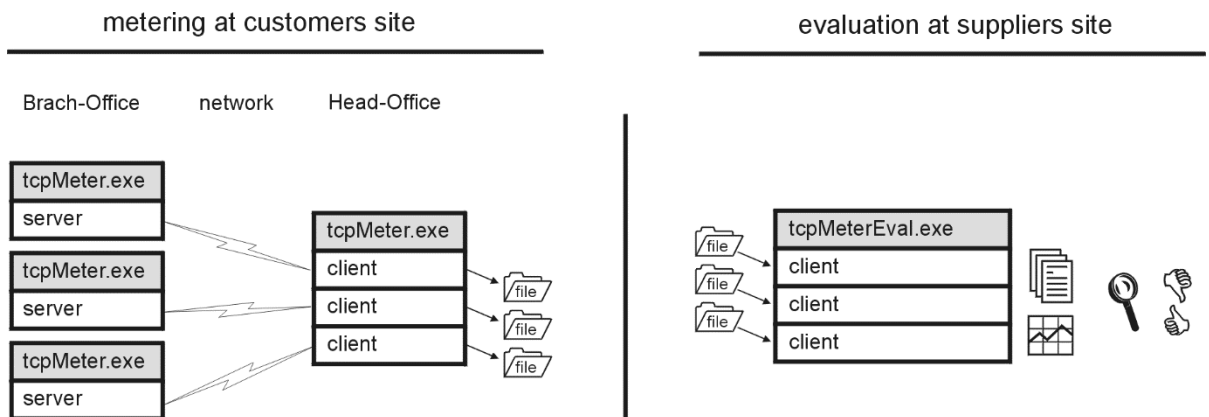 metering at customers site
Brach-Office network Head-Office
tcpMeter.exe
server
tcpMeter.exe
server
tcpMeter.exe
server
tcpMeter.exe
client
client
client
file
file
file
evaluation at suppliers site
file
file
file
tcpMeterEval.exe
client
client
client